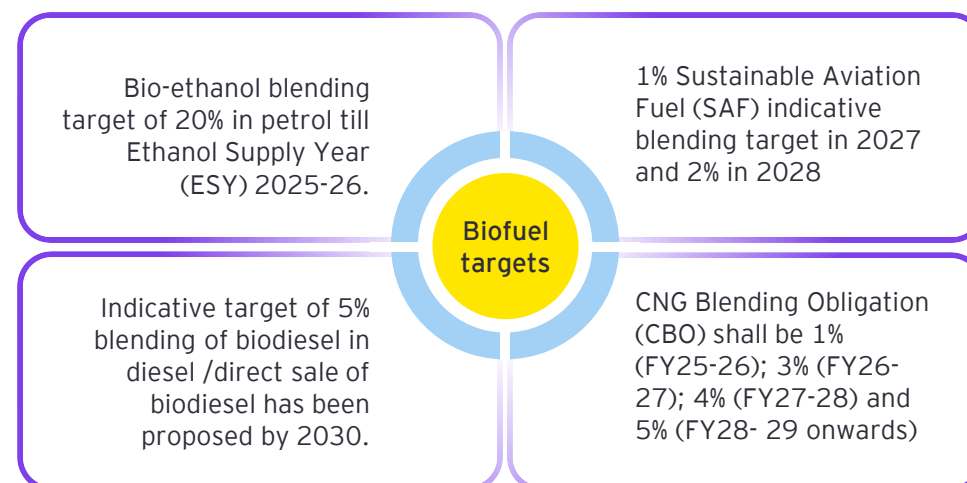 Bio-ethanol blending
target of 20% in petrol till
Ethanol Supply Year
(ESY) 2025-26.
1% Sustainable Aviation
Fuel (SAF) indicative
blending target in 2027
and 2% in 2028
Biofuel
targets
Indicative target of 5%
blending of biodiesel in
diesel /direct sale of
biodiesel has been
proposed by 2030.
CNG Blending Obligation
(CBO) shall be 1%
(FY25-26); 3% (FY26-
27); 4% (FY27-28) and
5% (FY28- 29 onwards)